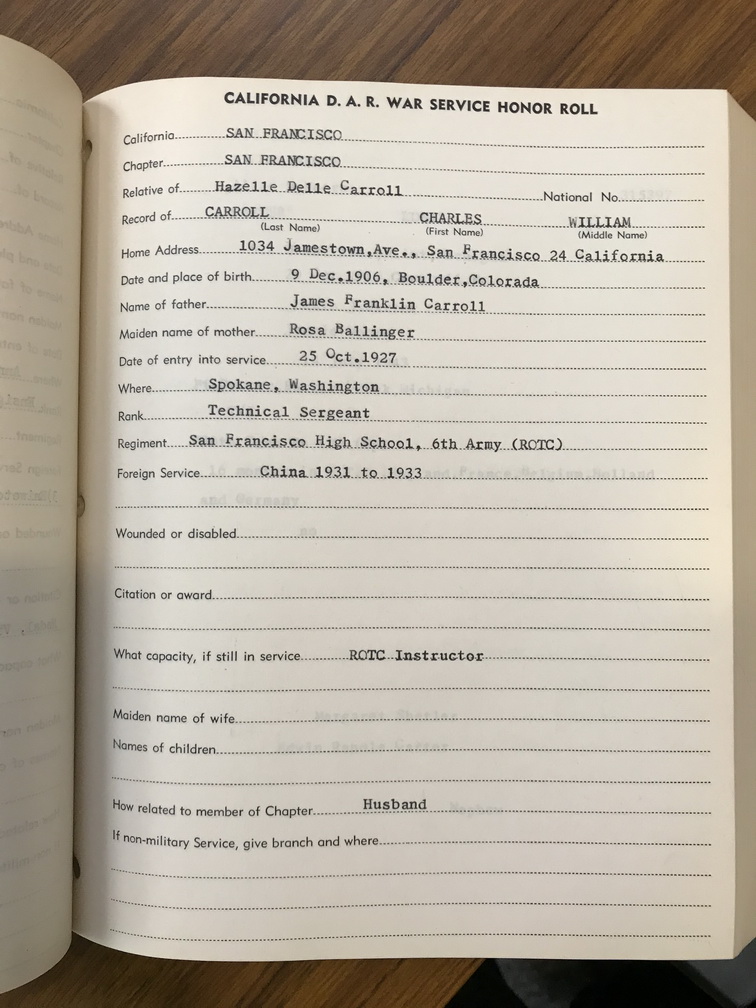 CALIFORNIA D. A. R. WAR SERVICE HONOR ROLL
California SAN FRANCISCO
Chapter SAN FRANCISCO
Relative of Hazelle Delle Carroll National No.
Record of CARROLL CHARLES WILLIAM
(Last Name) (First Name) (Middle Name)
Home Address 1034 Jamestown,Ave., San Francisco 24 California
Date and place of birth 9 Dec.1906, Boulder,Colorada
Name of father James Franklin Carroll
Maiden name of mother Rosa Ballinger
Date of entry into service 25 Oct.1927
Where Spokane, Washington
Rank Technical Sergeant
Regiment San Francisco High School, 6th Army (ROTC)
Foreign Service China 1931 to 1933
Wounded or disabled
Citation or award
What capacity, if still in service ROTC Instructor
Maiden name of wife
Names of children
How related to member of Chapter Husband
If non-military Service, give branch and where